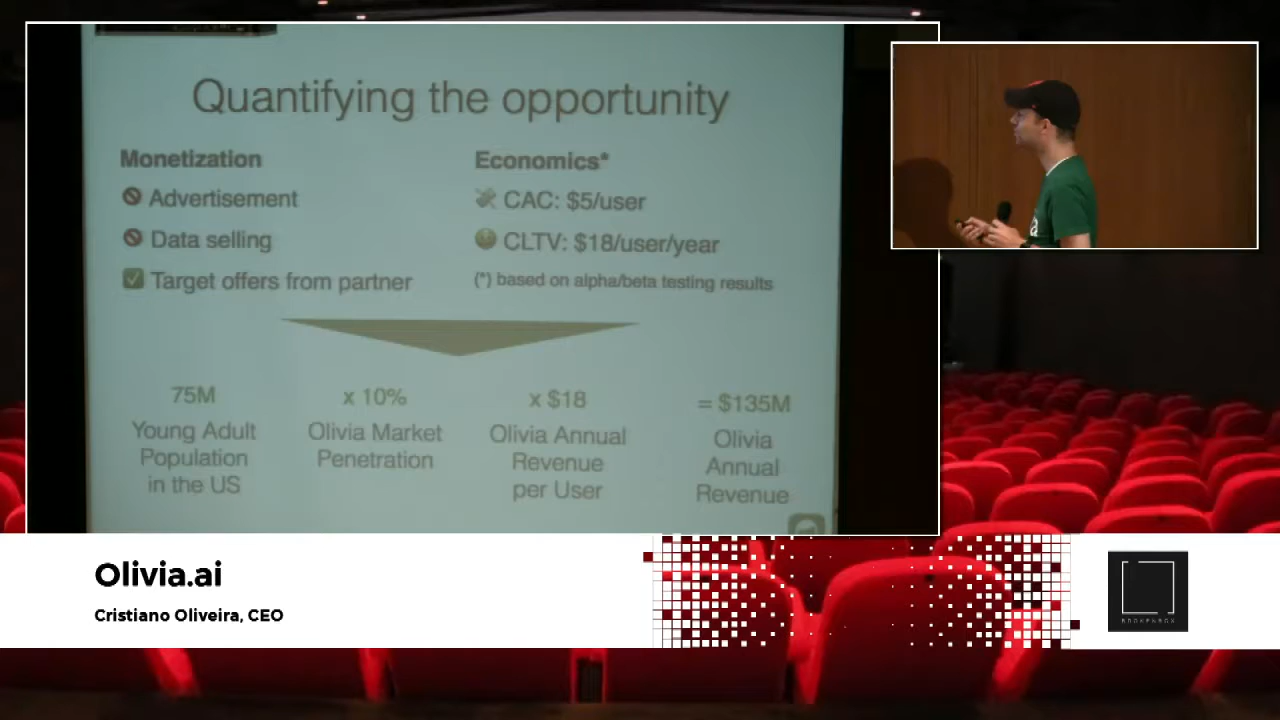 Quantifying the opportunity
Monetization
Advertisement
Data selling
Target offers from partner
Economics*
CAC: $5/user
CLTV: $18/user/year
(*) based on alpha/beta testing results
75M
Young Adult
Population
in the US
x 10%
Olivia Market
Penetration
x $18
Olivia Annual
Revenue
per User
= $135M
Olivia
Annual
Revenue
Olivia.ai
Cristiano Oliveira, CEO